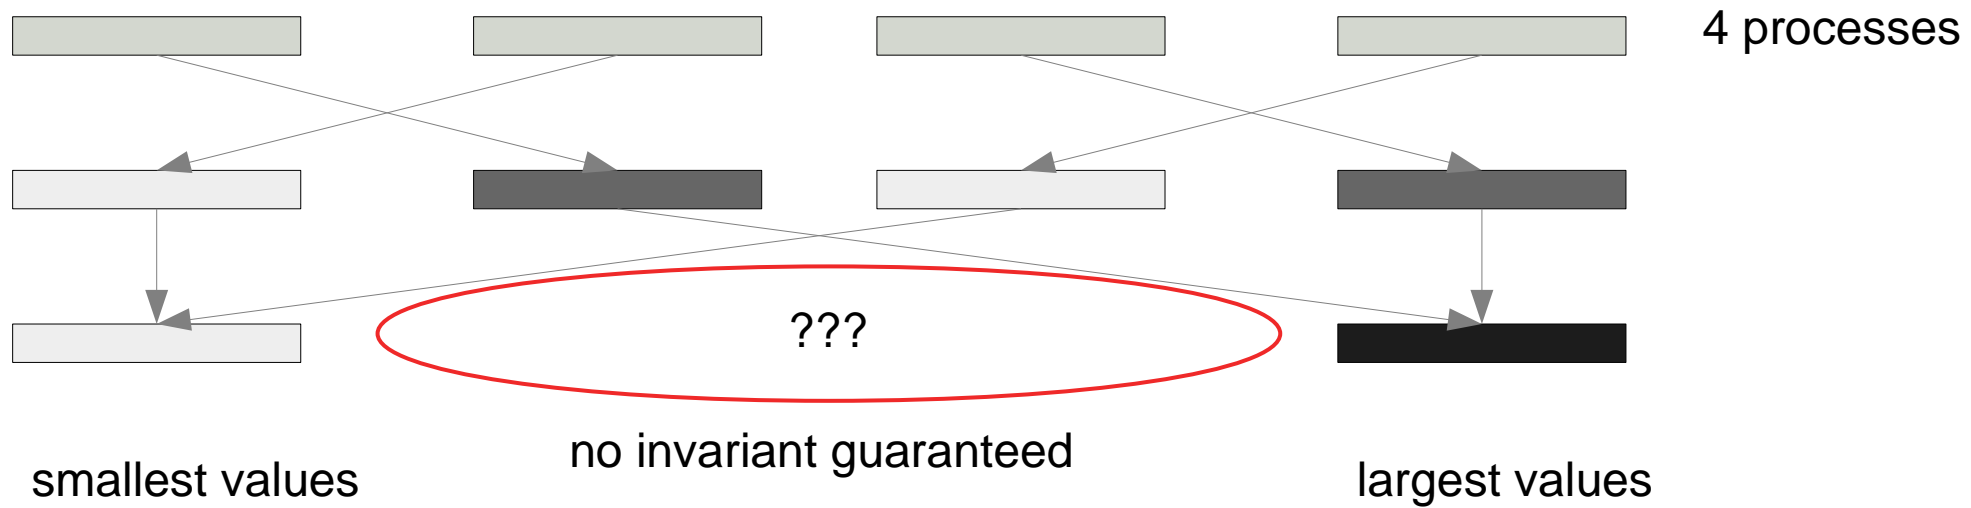 4 processes
???
no invariant guaranteed
smallest values
largest values